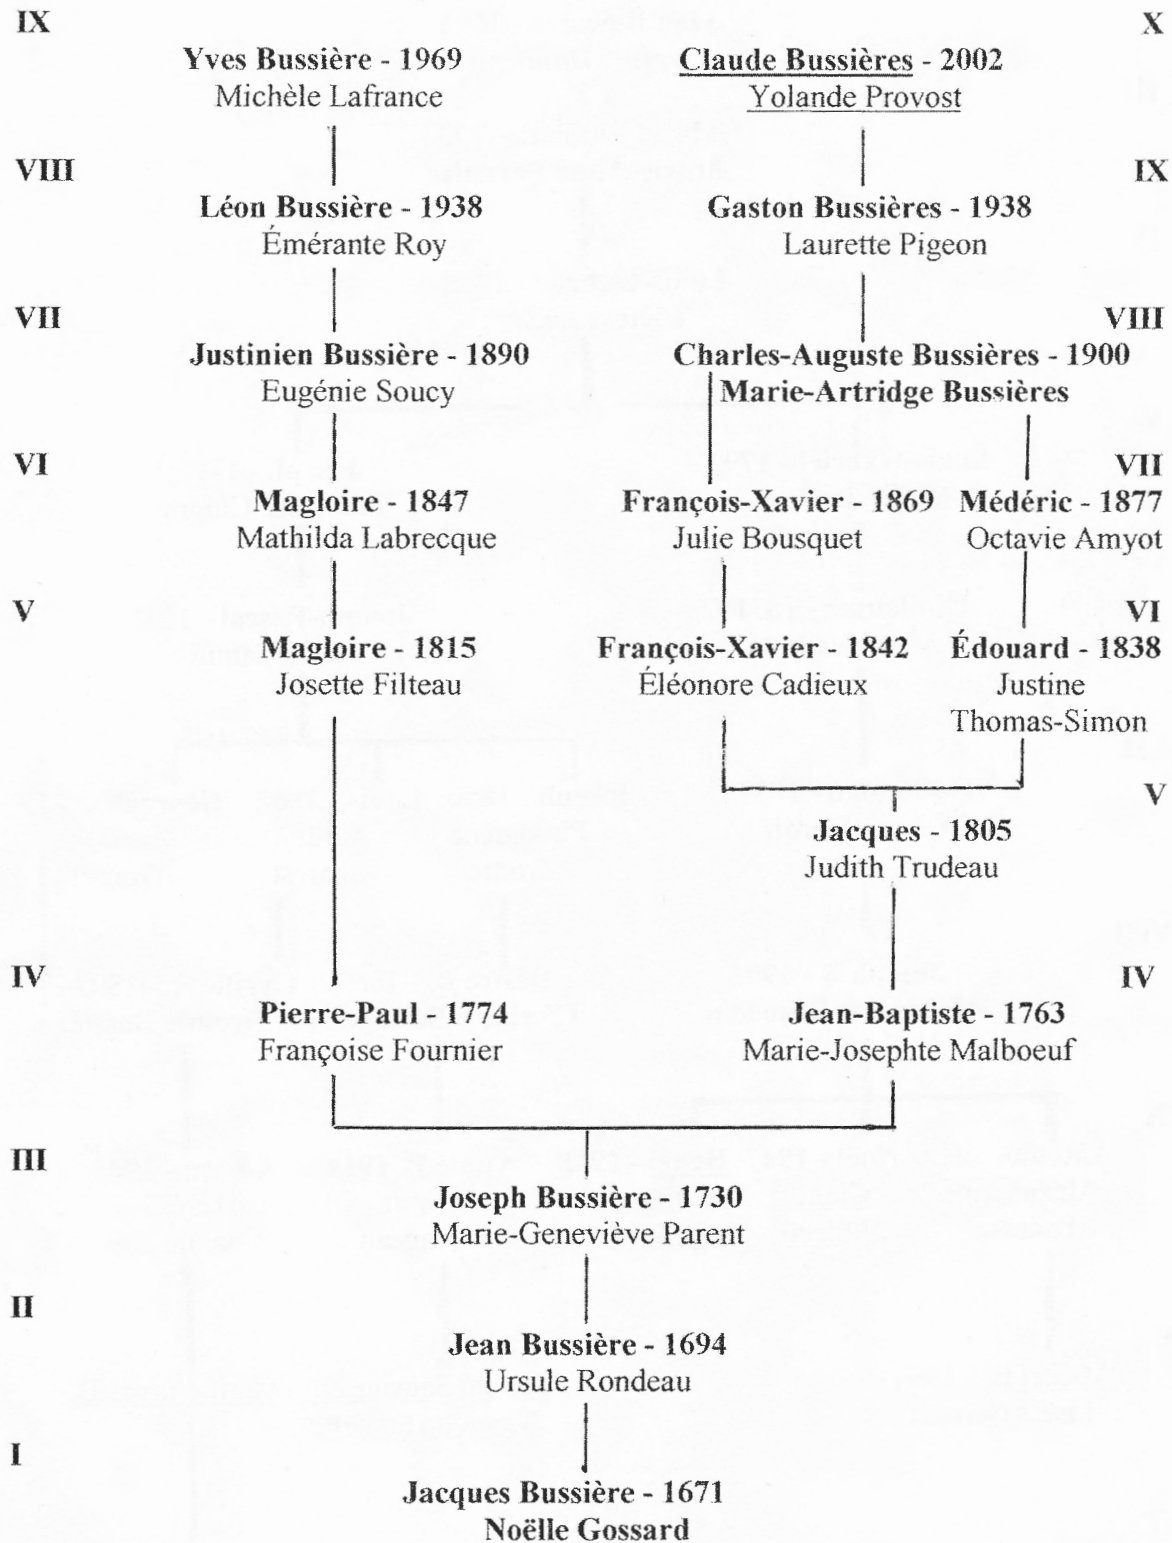 IX
X
Yves Bussière - 1969
Claude Bussières - 2002
Michèle Lafrance
Yolande Provost
VIII
IX
Léon Bussière - 1938
Gaston Bussières - 1938
Émérante Roy
Laurette Pigeon
VII
VIII
Justinien Bussière - 1890
Charles-Auguste Bussières - 1900
Eugénie Soucy
Marie-Artridge Bussières
VI
VII
Magloire - 1847
François-Xavier - 1869
Médéric - 1877
Mathilda Labrecque
Julie Bousquet
Octavie Amyot
V
VI
Magloire - 1815
François-Xavier - 1842
Édouard - 1838
Josette Filteau
Éléonore Cadieux
Justine
Thomas-Simon
V
Jacques - 1805
Judith Trudeau
IV
IV
Pierre-Paul - 1774
Jean-Baptiste - 1763
Françoise Fournier
Marie-Josephte Malboeuf
III
Joseph Bussière - 1730
Marie-Geneviève Parent
II
Jean Bussière - 1694
Ursule Rondeau
I
Jacques Bussière - 1671
Noëlle Gossard